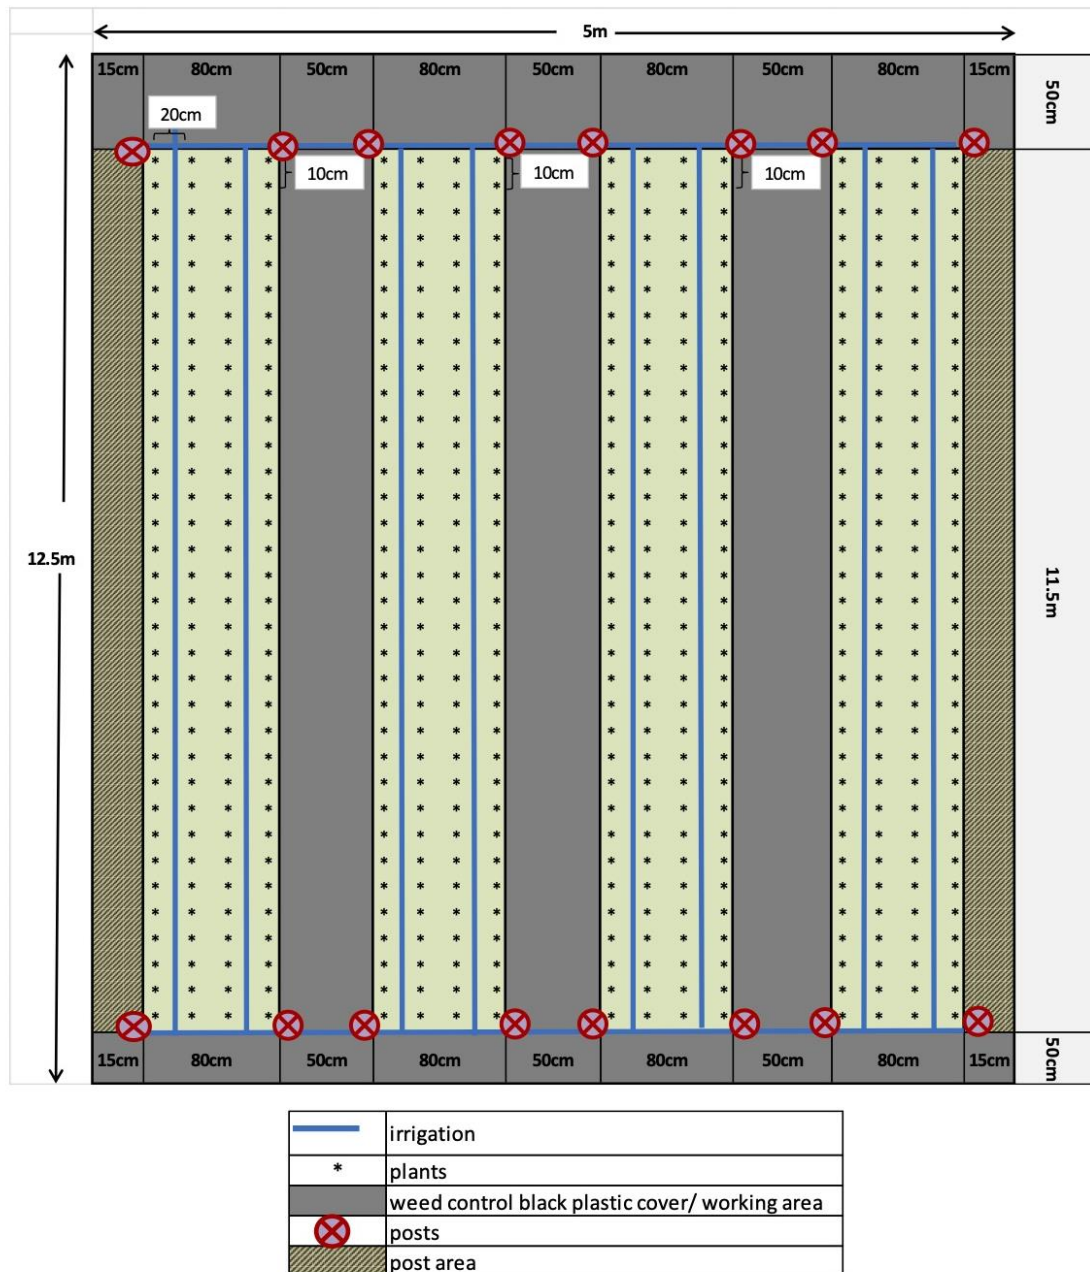 5m
15cm 80cm 50cm 80cm 50cm 80cm 50cm 80cm 15cm
50cm
20cm
10cm 10cm 10cm
12.5m
11.5m
15cm 80cm 50cm 80cm 50cm 80cm 50cm 80cm 15cm
50cm
irrigation
* plants
weed control black plastic cover/ working area
posts
post area